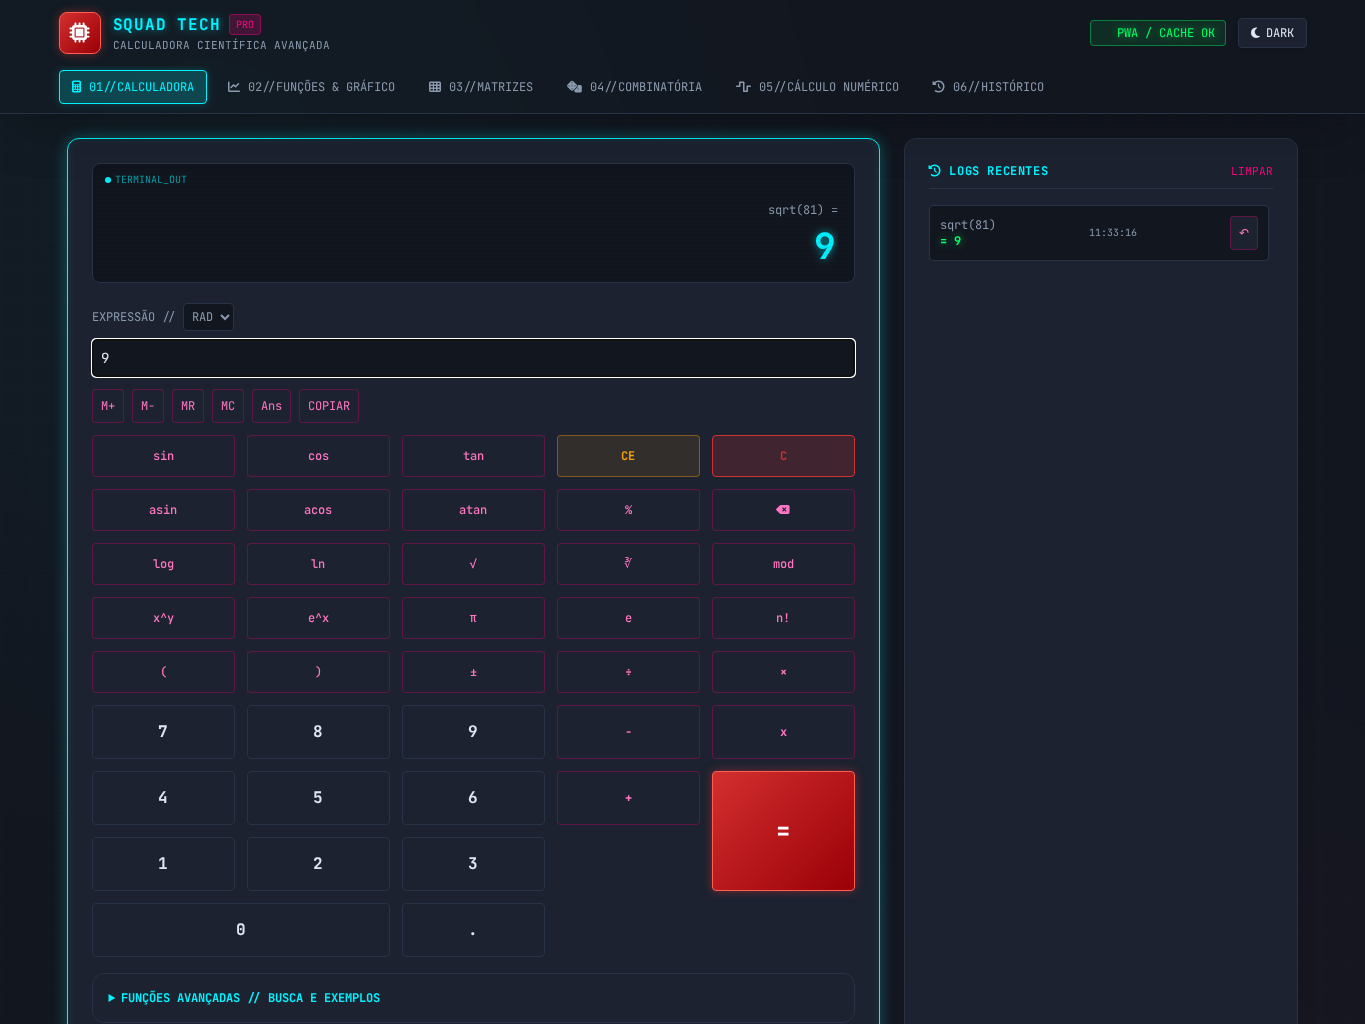 SQUAD TECH PRO
CALCULADORA CIENTÍFICA AVANÇADA
PWA / CACHE OK
DARK
01//CALCULADORA
02//FUNÇÕES & GRÁFICO
03//MATRIZES
04//COMBINATÓRIA
05//CÁLCULO NUMÉRICO
06//HISTÓRICO
TERMINAL_OUT
sqrt(81) =
9
EXPRESSÃO // RAD
9
M+ M- MR MC Ans COPIAR
sin cos tan CE C
asin acos atan %
log ln √ ∛ mod
x^y e^x π e n!
( ) ± ÷ ×
7 8 9 - x
4 5 6 + =
1 2 3
0 .
FUNÇÕES AVANÇADAS // BUSCA E EXEMPLOS
LOGS RECENTES
LIMPAR
sqrt(81)
= 9
11:33:16
↶